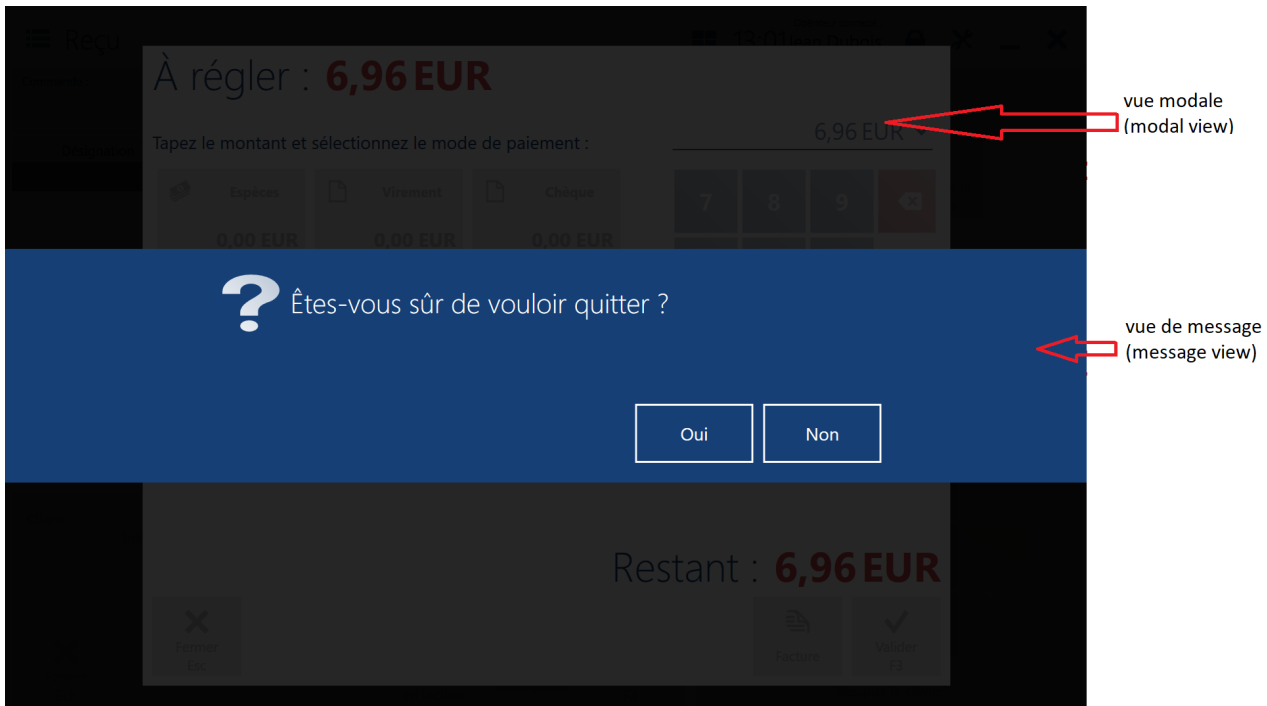 Reçu
À régler : 6,96 EUR
Tapez le montant et sélectionnez le mode de paiement :
6,96 EUR
Espèces
Virement
Chèque
7
8
9
0,00 EUR
0,00 EUR
0,00 EUR
Êtes-vous sûr de vouloir quitter ?
Oui
Non
Restant : 6,96 EUR
Fermer
Esc
Facture
Valider
vue modale
(modal view)
vue de message
(message view)